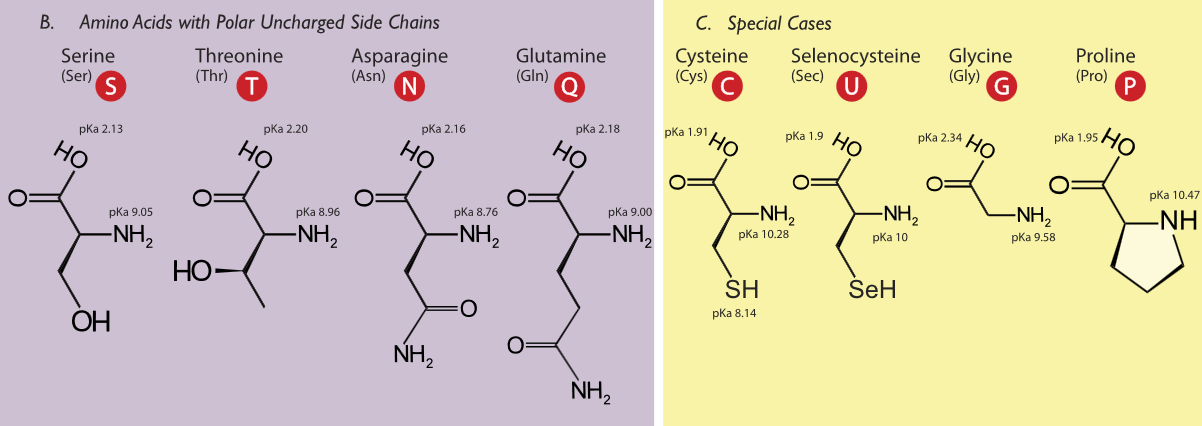 B. Amino Acids with Polar Uncharged Side Chains
Serine
(Ser) S
pKa 2.13
HO
O
pKa 9.05
NH2
OH
Threonine
(Thr) T
pKa 2.20
HO
O
pKa 8.96
NH2
HO
Asparagine
(Asn) N
pKa 2.16
HO
O
pKa 8.76
NH2
O
NH2
Glutamine
(Gln) Q
pKa 2.18
HO
O
pKa 9.00
NH2
O
NH2
C. Special Cases
Cysteine
(Cys) C
pKa 1.91
HO
O
NH2
pKa 10.28
SH
pKa 8.14
Selenocysteine
(Sec) U
pKa 1.9
HO
O
NH2
pKa 10
SeH
Glycine
(Gly) G
pKa 2.34
HO
O
NH2
pKa 9.58
Proline
(Pro) P
pKa 1.95
HO
O
pKa 10.47
NH